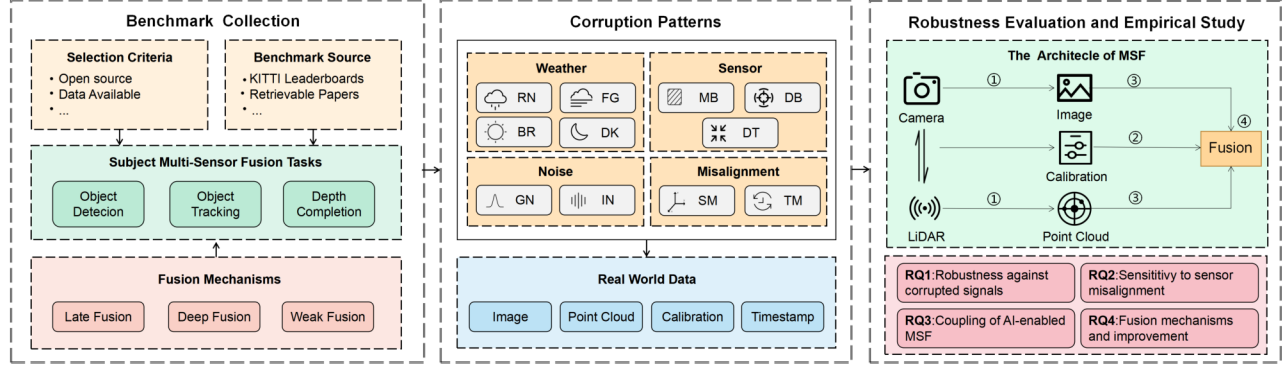 Benchmark Collection
Selection Criteria
• Open source
• Data Available
• ...
Benchmark Source
• KITTI Leaderboards
• Retrievable Papers
• ...
Subject Multi-Sensor Fusion Tasks
Object
Detecion
Object
Tracking
Depth
Completion
Fusion Mechanisms
Late Fusion
Deep Fusion
Weak Fusion
Corruption Patterns
Weather
RN
FG
BR
DK
Sensor
MB
DB
DT
Noise
GN
IN
Misalignment
SM
TM
Real World Data
Image
Point Cloud
Calibration
Timestamp
Robustness Evaluation and Empirical Study
The Architecle of MSF
Camera
①
Image
③
④
②
Calibration
Fusion
LiDAR
①
Point Cloud
③
RQ1:Robustness against
corrupted signals
RQ2:Sensititivy to sensor
misalignment
RQ3:Coupling of AI-enabled
MSF
RQ4:Fusion mechanisms
and improvement